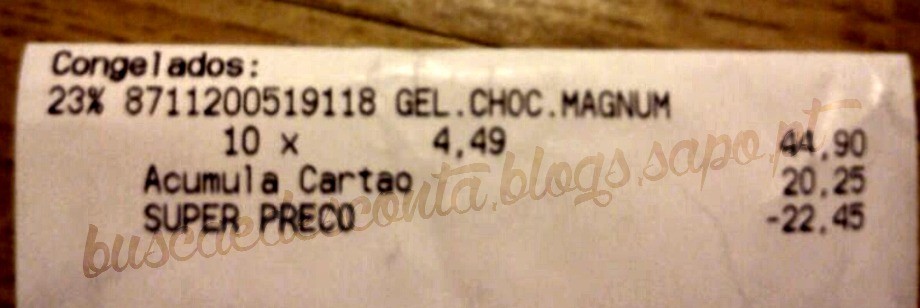 Congelados:
23% 8711200519118 GEL.CHOC.MAGNUM
10 x 4,49 44,90
Acumula Cartao 20,25
SUPER PRECO -22,45
buscaedesconta.blogs.sapo.pt